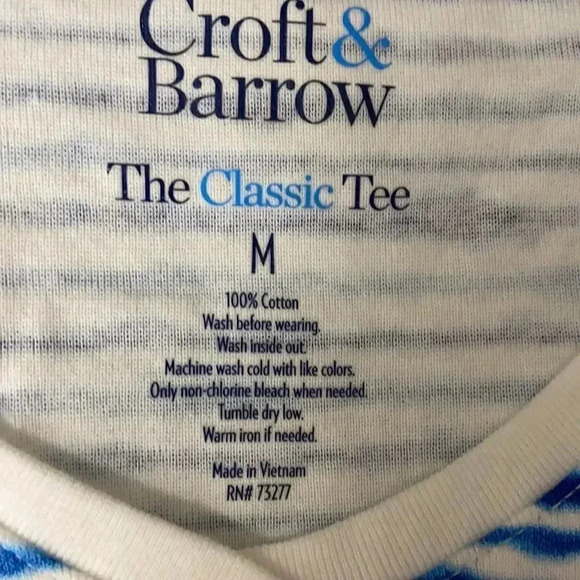 Croft&
Barrow
The Classic Tee
M
100% Cotton
Wash before wearing.
Wash inside out.
Machine wash cold with like colors.
Only non-chlorine bleach when needed.
Tumble dry low.
Warm iron if needed.
Made in Vietnam
RN# 73277